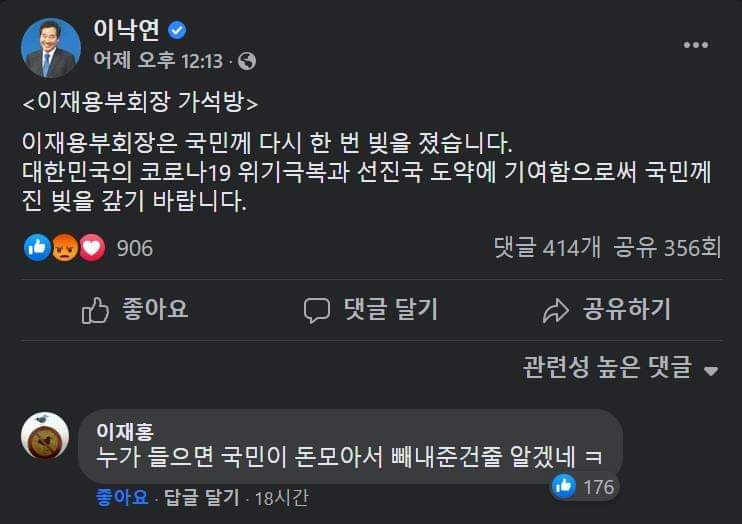 이낙연
어제 오후 12:13 ·
<이재용부회장 가석방>
이재용부회장은 국민께 다시 한 번 빚을 졌습니다.
대한민국의 코로나19 위기극복과 선진국 도약에 기여함으로써 국민께
진 빚을 갚기 바랍니다.
906
댓글 414개 공유 356회
좋아요 댓글 달기 공유하기
관련성 높은 댓글
이재홍
누가 들으면 국민이 돈모아서 빼내준건줄 알겠네 ㅋ
176
좋아요 · 답글 달기 · 18시간